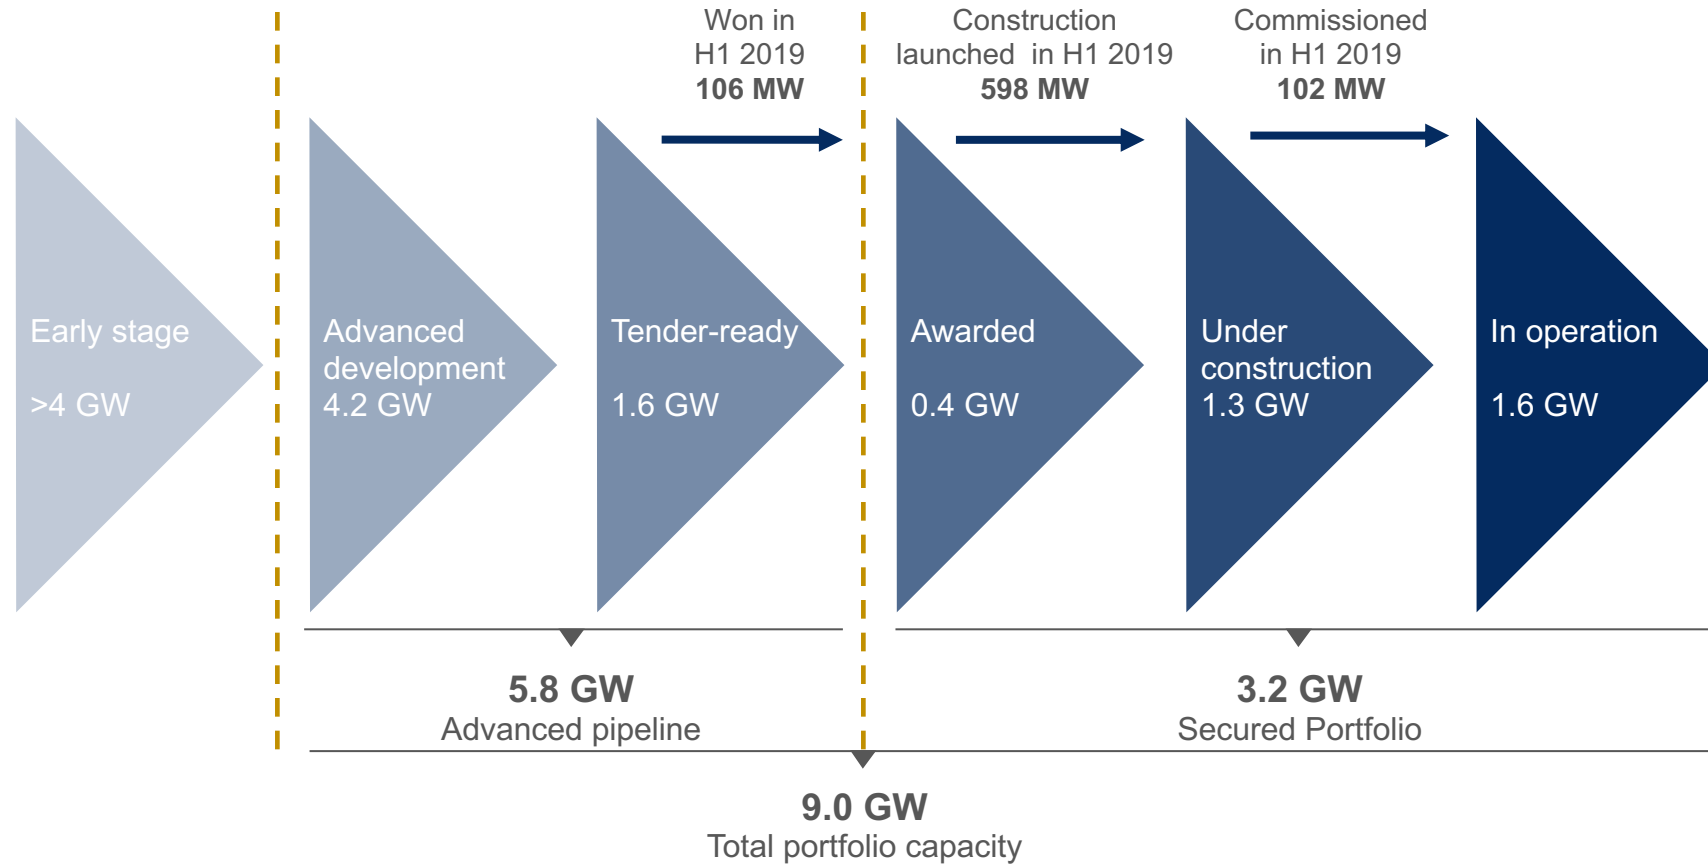 Won in
H1 2019
106 MW
Construction
launched in H1 2019
598 MW
Commissioned
in H1 2019
102 MW
Early stage
>4 GW
Advanced
development
4.2 GW
Tender-ready
1.6 GW
Awarded
0.4 GW
Under
construction
1.3 GW
In operation
1.6 GW
5.8 GW
Advanced pipeline
3.2 GW
Secured Portfolio
9.0 GW
Total portfolio capacity